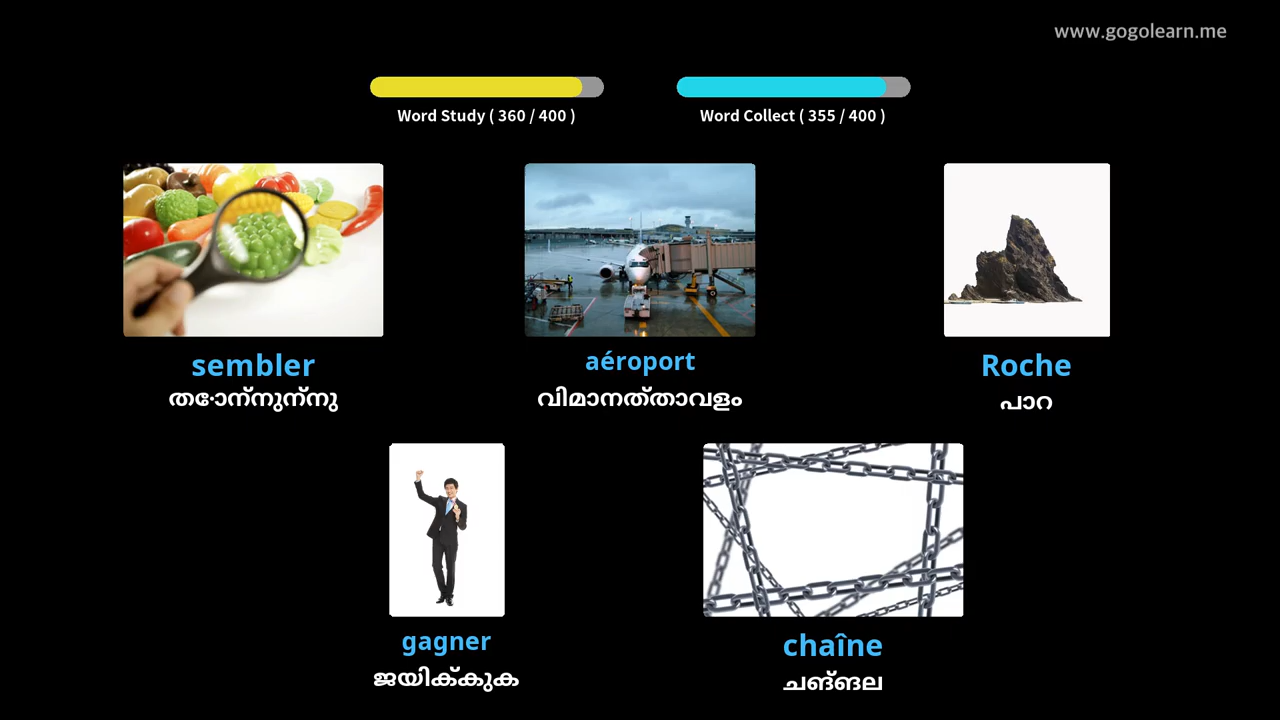 www.gogolearn.me
Word Study ( 360 / 400 )
Word Collect ( 355 / 400 )
sembler
തോന്നുന്നു
aéroport
വിമാനത്താവളം
Roche
പാറ
gagner
ജയിക്കുക
chaîne
ചങ്ങല